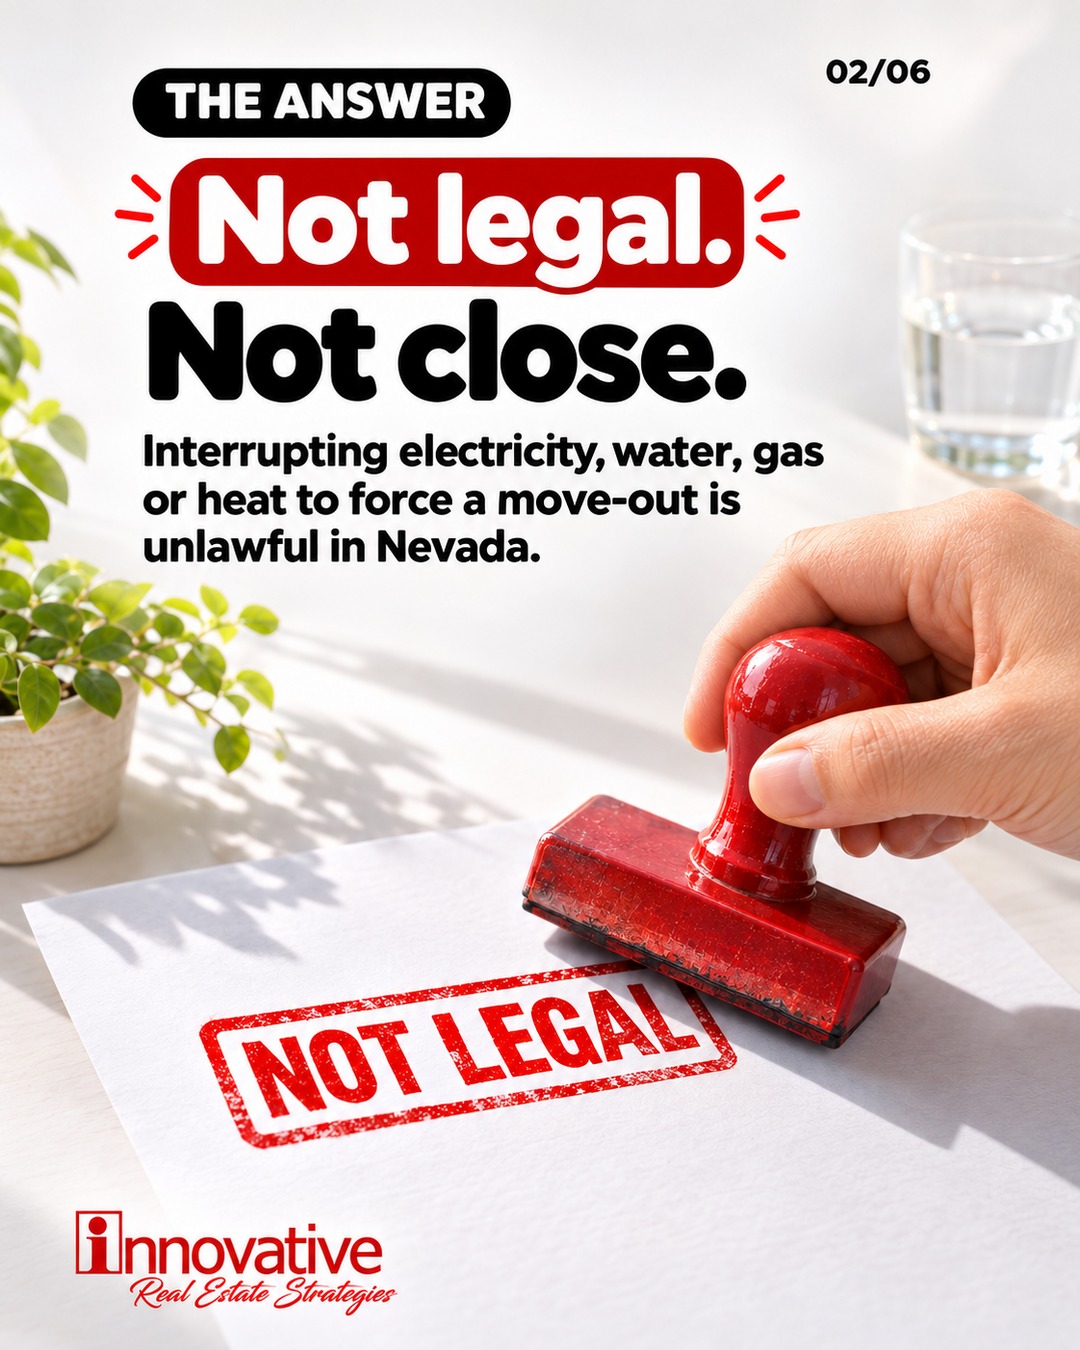 THE ANSWER
02/06
Not legal.
Not close.
Interrupting electricity, water, gas
or heat to force a move-out is
unlawful in Nevada.
NOT LEGAL
innovative
Real Estate Strategies